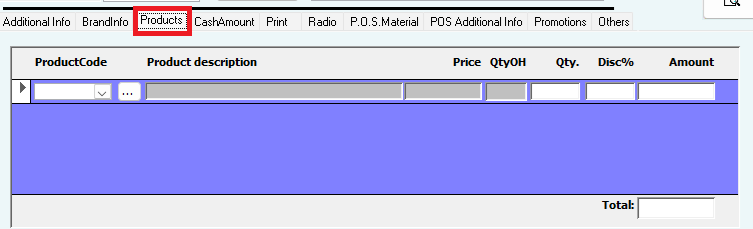 Additional Info BrandInfo Products CashAmount Print Radio P.O.S.Material POS Additional Info Promotions Others
ProductCode Product description Price QtyOH Qty. Disc% Amount
...
Total: